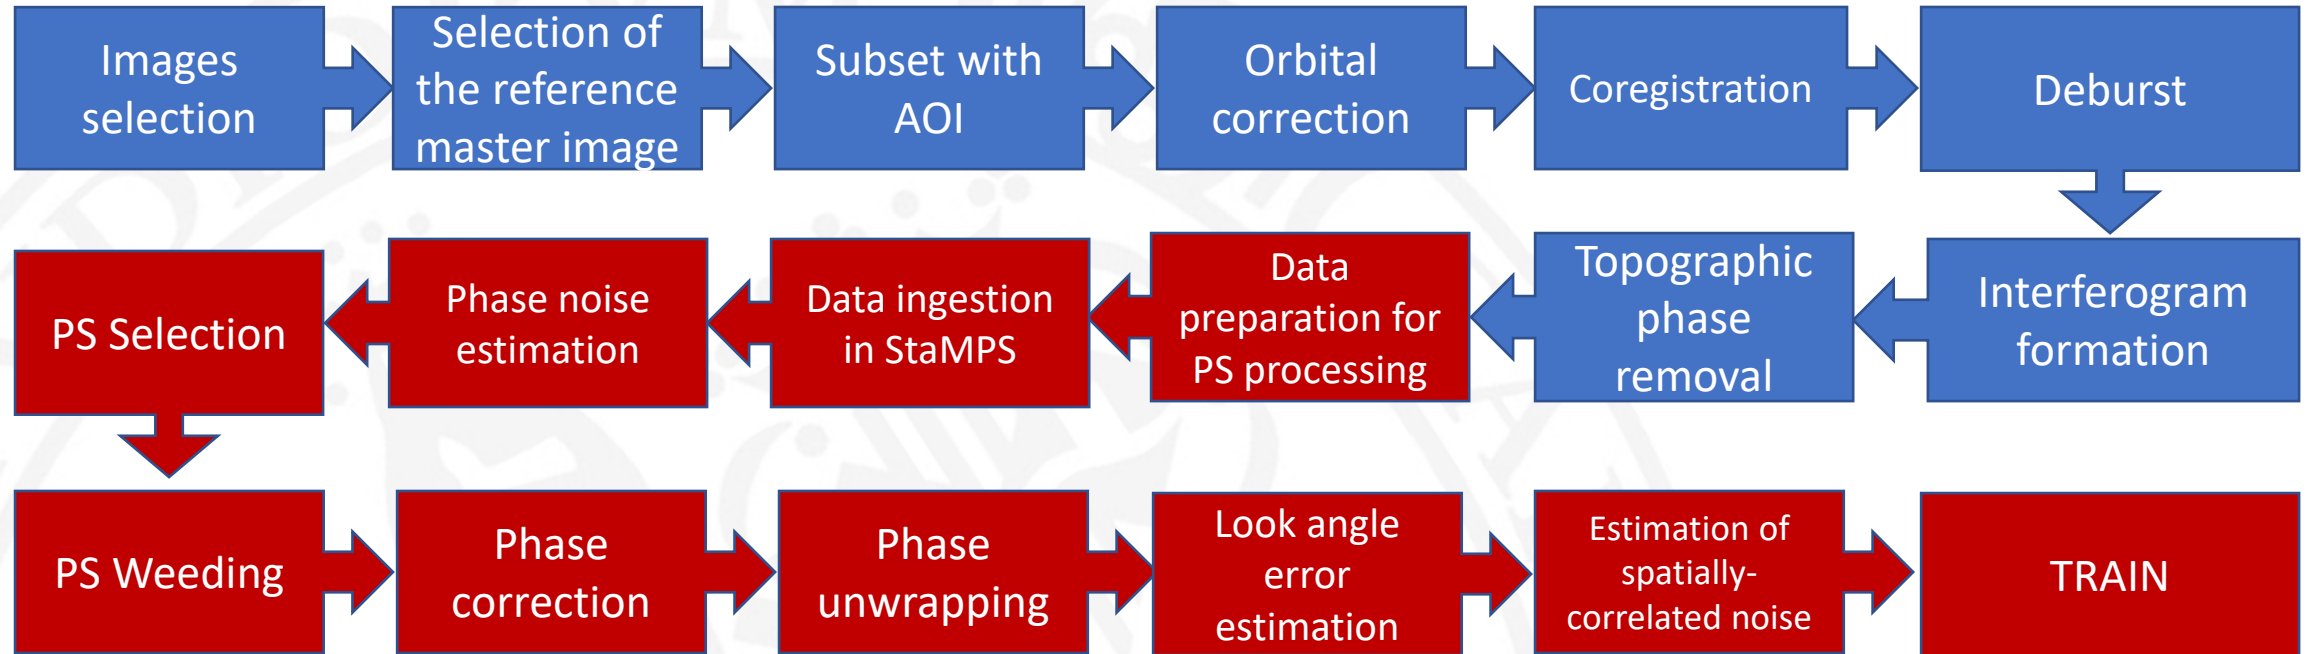 Images
selection
Selection of
the reference
master image
Subset with
AOI
Orbital
correction
Coregistration
Deburst
Interferogram
formation
Topographic
phase
removal
Data
preparation for
PS processing
Data ingestion
in StaMPS
Phase noise
estimation
PS Selection
PS Weeding
Phase
correction
Phase
unwrapping
Look angle
error
estimation
Estimation of
spatially-
correlated noise
TRAIN